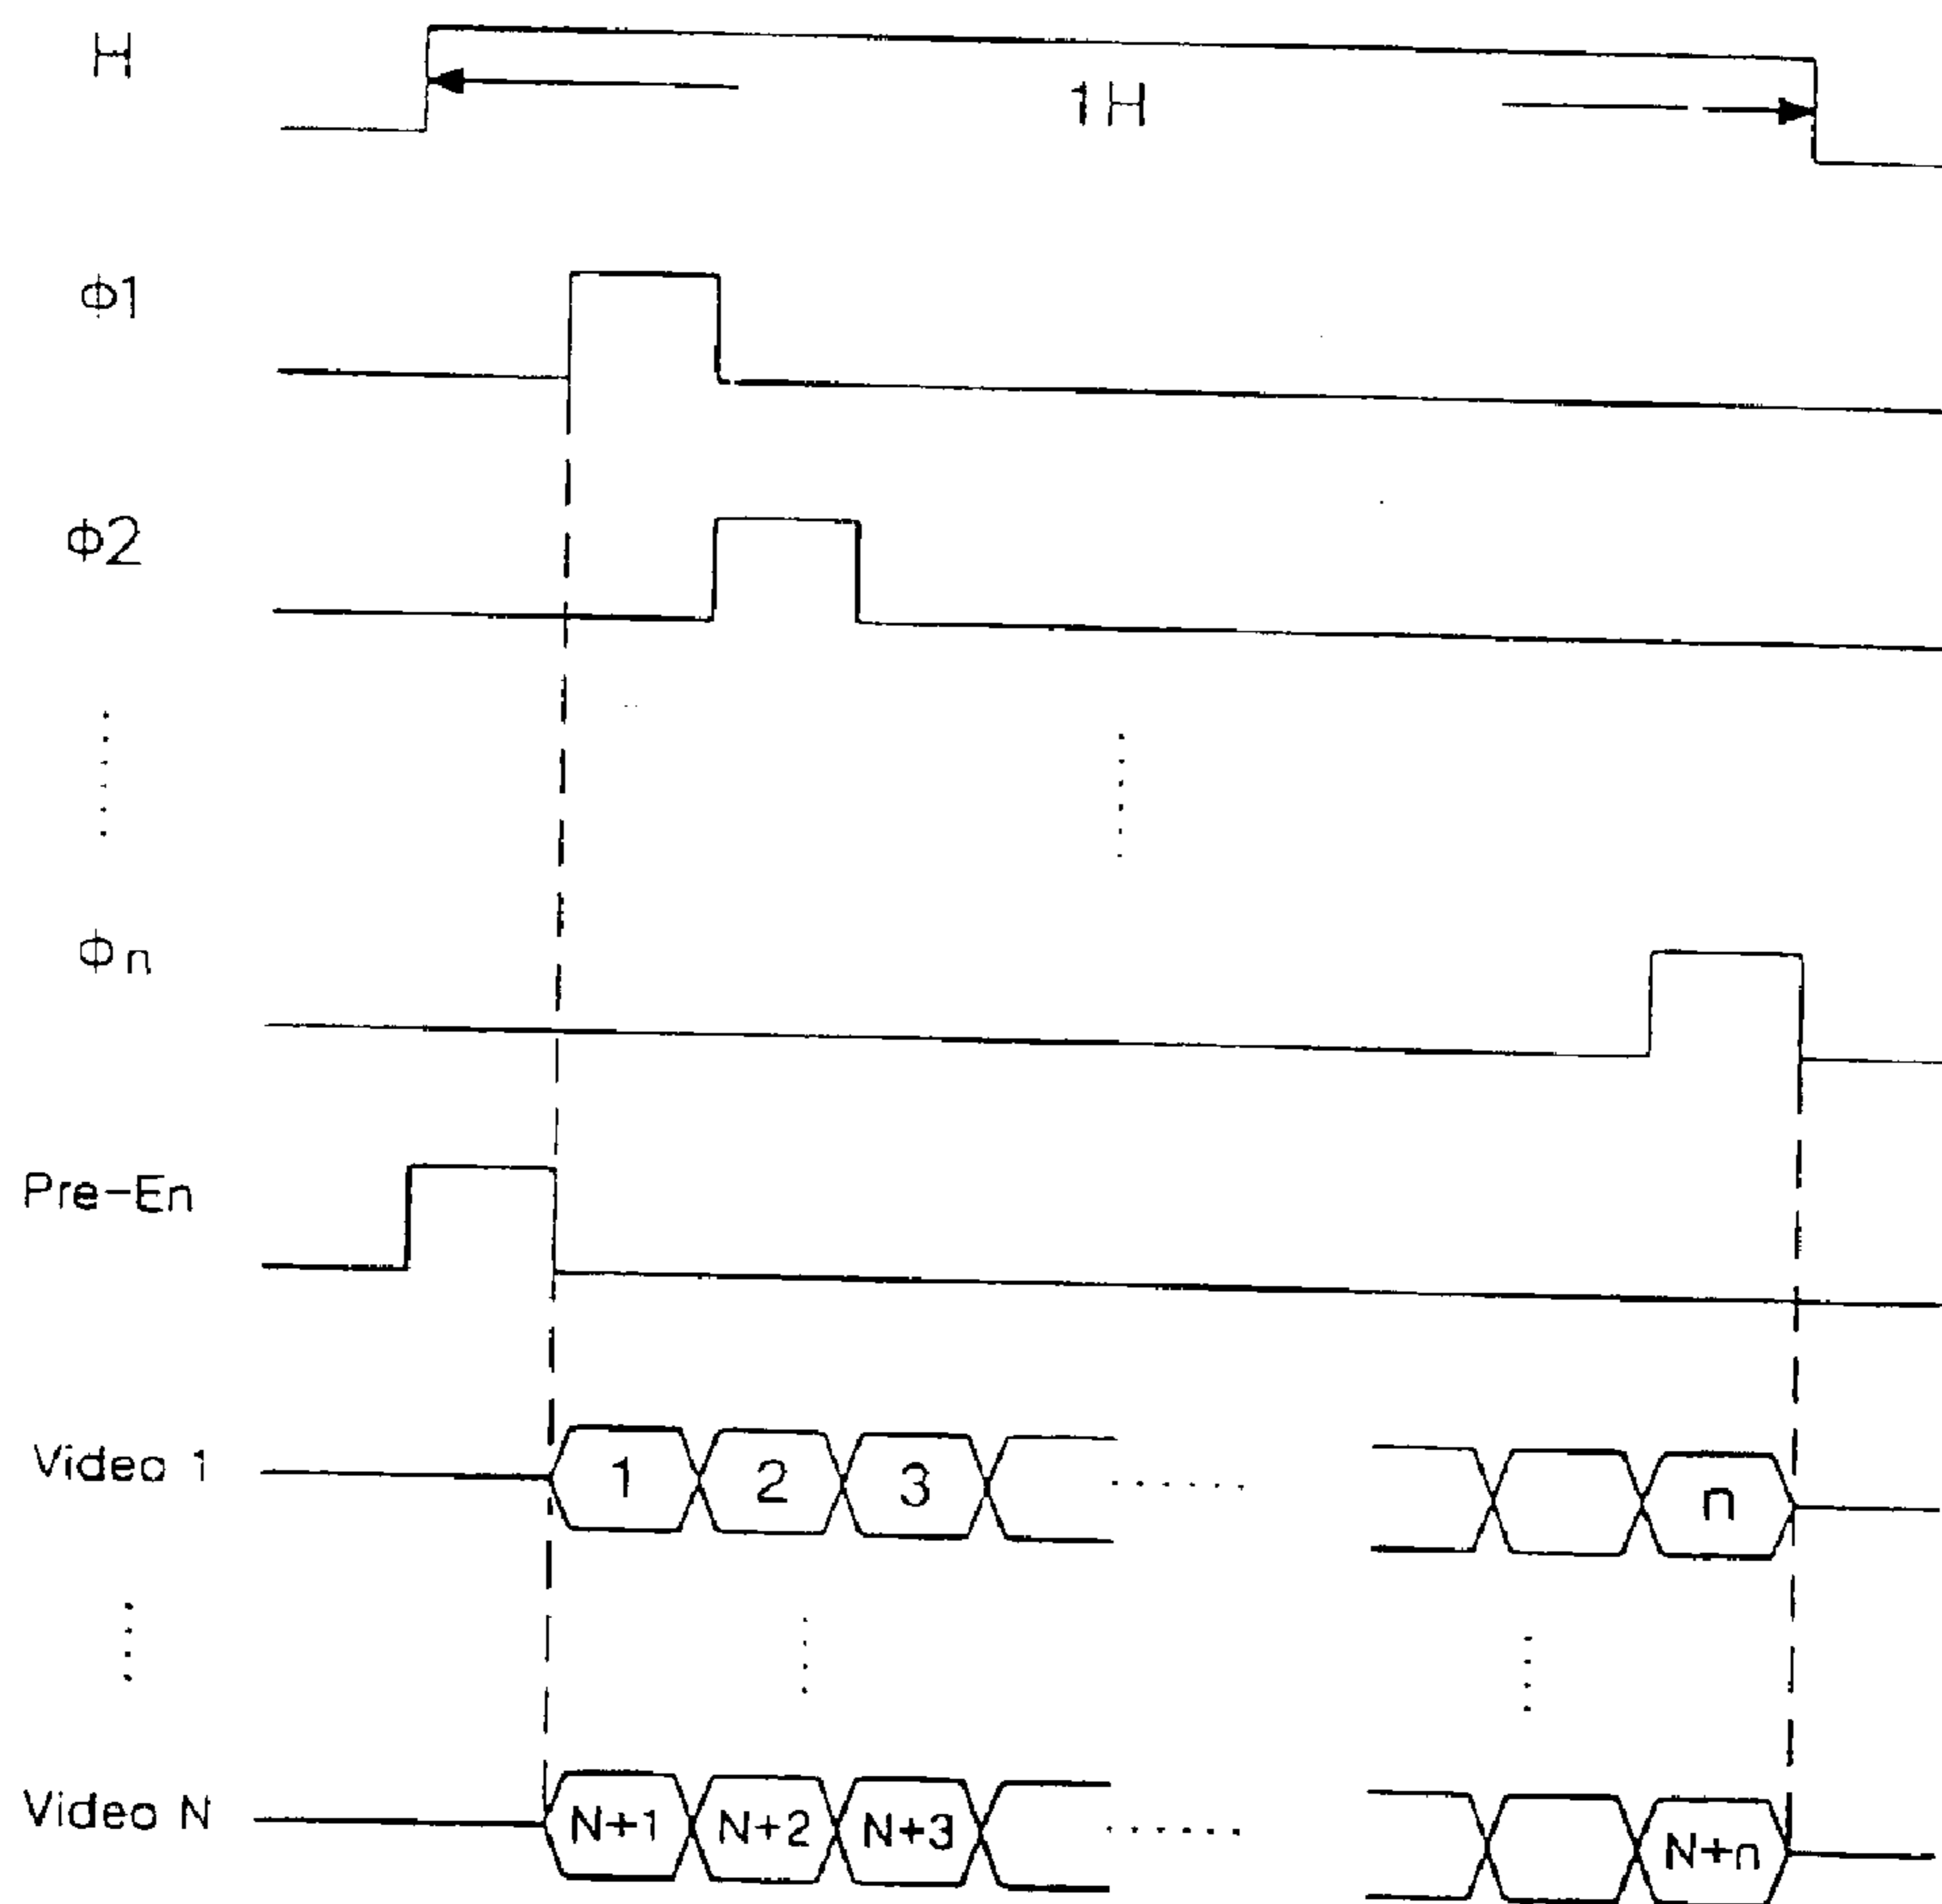 H
1H
Φ1
Φ2
Φn
Pre-En
Video 1 1 2 3 n
Video N N+1 N+2 N+3 N+n